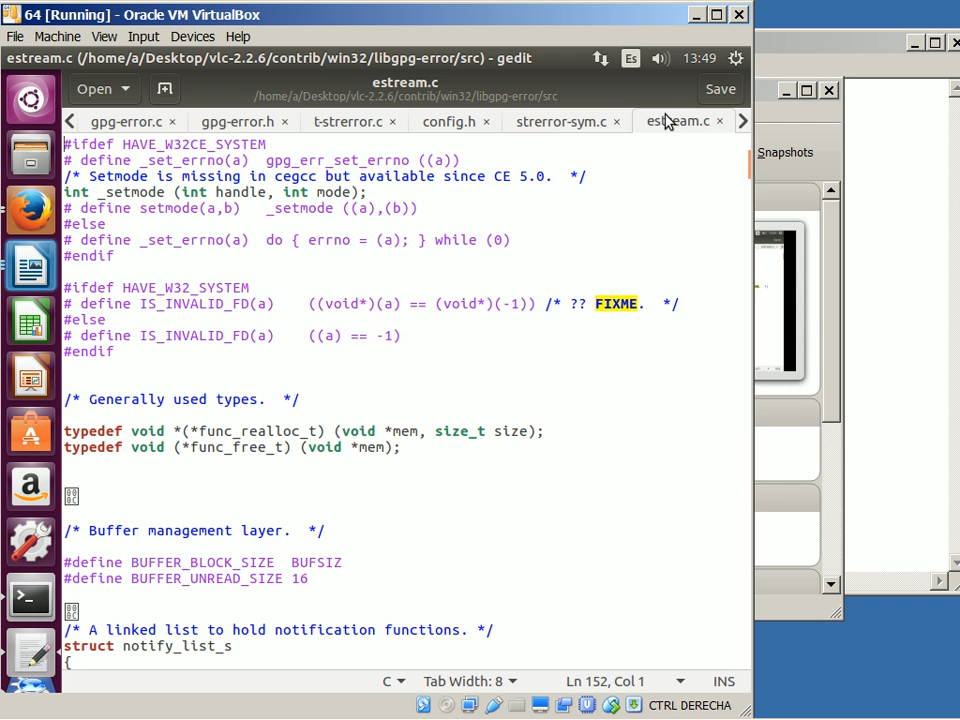 64 [Running] - Oracle VM VirtualBox
File Machine View Input Devices Help
estream.c (/home/a/Desktop/vlc-2.2.6/contrib/win32/libgpg-error/src) - gedit
Es
13:49
Open
estream.c
/home/a/Desktop/vlc-2.2.6/contrib/win32/libgpg-error/src
Save
gpg-error.c × gpg-error.h × t-strerror.c × config.h × strerror-sym.c × estream.c ×
#ifdef HAVE_W32CE_SYSTEM
# define _set_errno(a)  gpg_err_set_errno ((a))
/* Setmode is missing in cegcc but available since CE 5.0.  */
int _setmode (int handle, int mode);
# define setmode(a,b)   _setmode ((a),(b))
#else
# define _set_errno(a)  do { errno = (a); } while (0)
#endif
#ifdef HAVE_W32_SYSTEM
# define IS_INVALID_FD(a)    ((void*)(a) == (void*)(-1)) /* ?? FIXME.  */
#else
# define IS_INVALID_FD(a)    ((a) == -1)
#endif
/* Generally used types.  */
typedef void *(*func_realloc_t) (void *mem, size_t size);
typedef void (*func_free_t) (void *mem);
000C
/* Buffer management layer.  */
#define BUFFER_BLOCK_SIZE  BUFSIZ
#define BUFFER_UNREAD_SIZE 16
000C
/* A linked list to hold notification functions. */
struct notify_list_s
{
C
Tab Width: 8
Ln 152, Col 1
INS
CTRL DERECHA
Snapshots